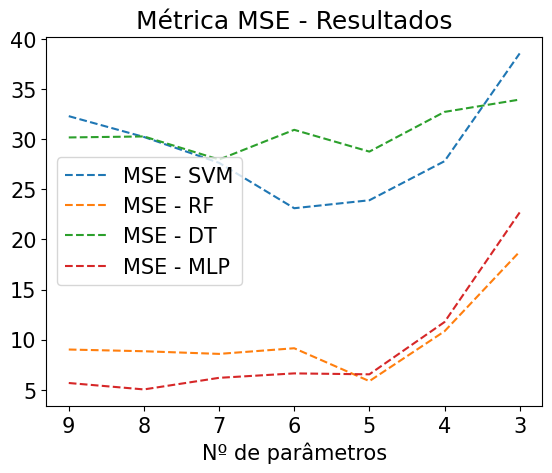 Métrica MSE - Resultados
40
35
30
25
20
15
10
5
MSE - SVM
MSE - RF
MSE - DT
MSE - MLP
9 8 7 6 5 4 3
Nº de parâmetros